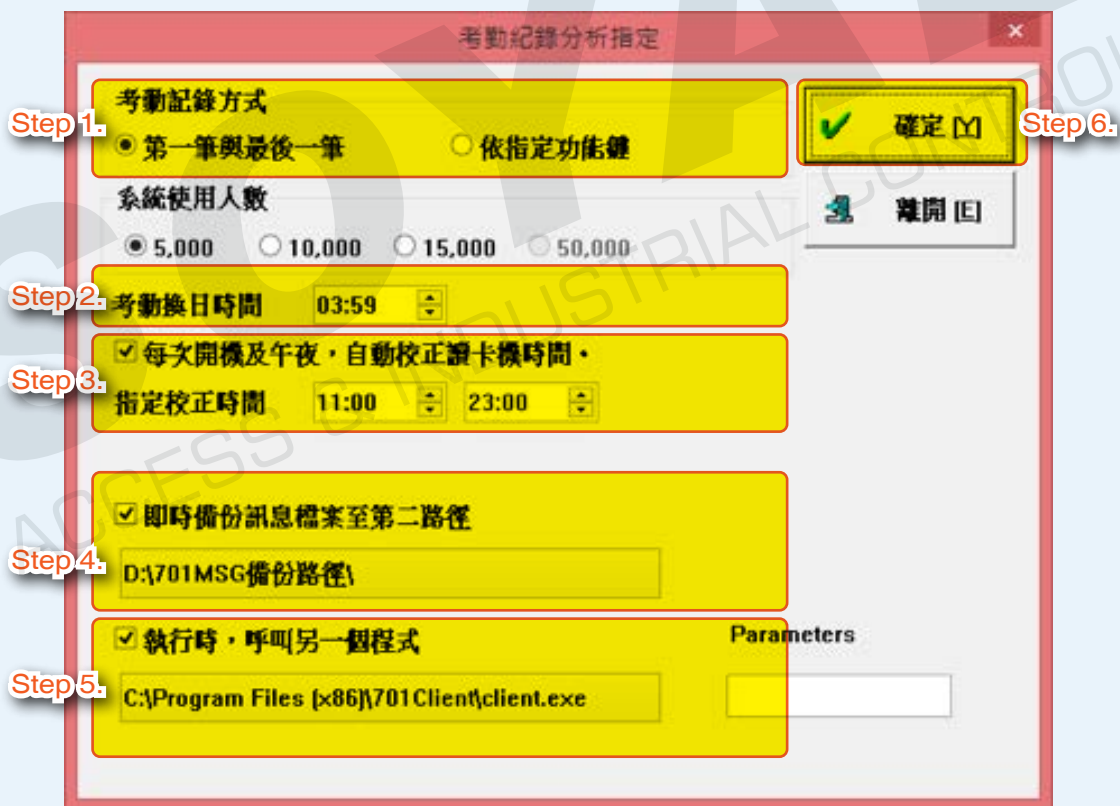 考勤紀錄分析指定
Step 1.
考勤記錄方式
第一筆與最後一筆 依指定功能鍵
確定 [Y]
Step 6.
系統使用人數
5,000 10,000 15,000 50,000
離開 [E]
Step 2.
考勤換日時間 03:59
Step 3.
每次開機及午夜,自動校正讀卡機時間。
指定校正時間 11:00 23:00
Step 4.
即時備份訊息檔案至第二路徑
D:\701MSG備份路徑\
Step 5.
執行時,呼叫另一個程式 Parameters
C:\Program Files (x86)\701Client\client.exe
SOYA
ACCESS & INDUSTRIAL CONTROL